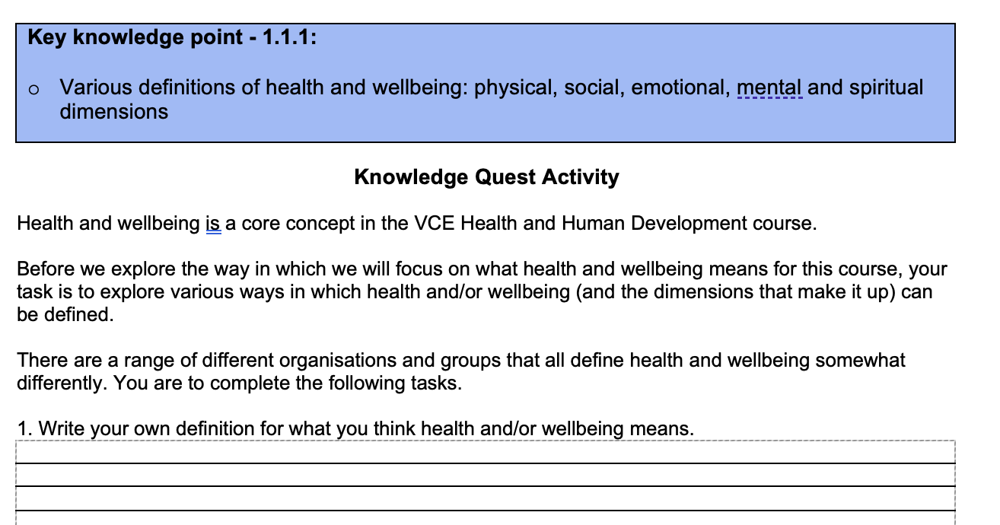 Key knowledge point - 1.1.1:
o Various definitions of health and wellbeing: physical, social, emotional, mental and spiritual
dimensions
Knowledge Quest Activity
Health and wellbeing is a core concept in the VCE Health and Human Development course.
Before we explore the way in which we will focus on what health and wellbeing means for this course, your
task is to explore various ways in which health and/or wellbeing (and the dimensions that make it up) can
be defined.
There are a range of different organisations and groups that all define health and wellbeing somewhat
differently. You are to complete the following tasks.
1. Write your own definition for what you think health and/or wellbeing means.